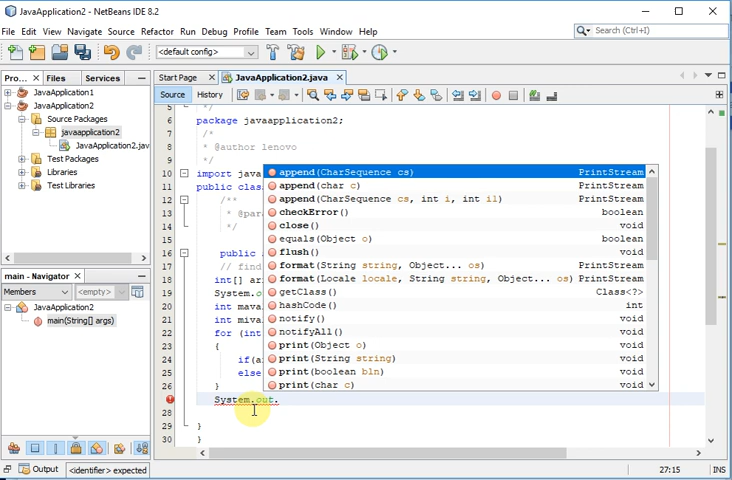 JavaApplication2 - NetBeans IDE 8.2
File Edit View Navigate Source Refactor Run Debug Profile Team Tools Window Help
Search (Ctrl+I)
<default config>
Pro... Files Services
Start Page JavaApplication2.java
JavaApplication1
JavaApplication2
Source Packages
javaapplication2
JavaApplication2.jav
Test Packages
Libraries
Test Libraries
main - Navigator
Members <empty>
JavaApplication2
main(String[] args)
Source History
5 */
6 package javaapplication2;
7 /*
8 * @author lenovo
9 */
10 import java
11 public clas
12 /**
13 * @para
14 */
15
16 public s
17 // find
18 int[] arr
19 System.o
20 int mava
21 int miva
22 for (int
23 {
24 if(a
25 else
26 }
System.out.
28
29 }
30 }
append(CharSequence cs) PrintStream
append(char c) PrintStream
append(CharSequence cs, int i, int i1) PrintStream
checkError() boolean
close() void
equals(Object o) boolean
flush() void
format(String string, Object... os) PrintStream
format(Locale locale, String string, Object... os) PrintStream
getClass() Class<?>
hashCode() int
notify() void
notifyAll() void
print(Object o) void
print(String string) void
print(boolean bln) void
print(char c) void
Output <identifier> expected 27:15 INS